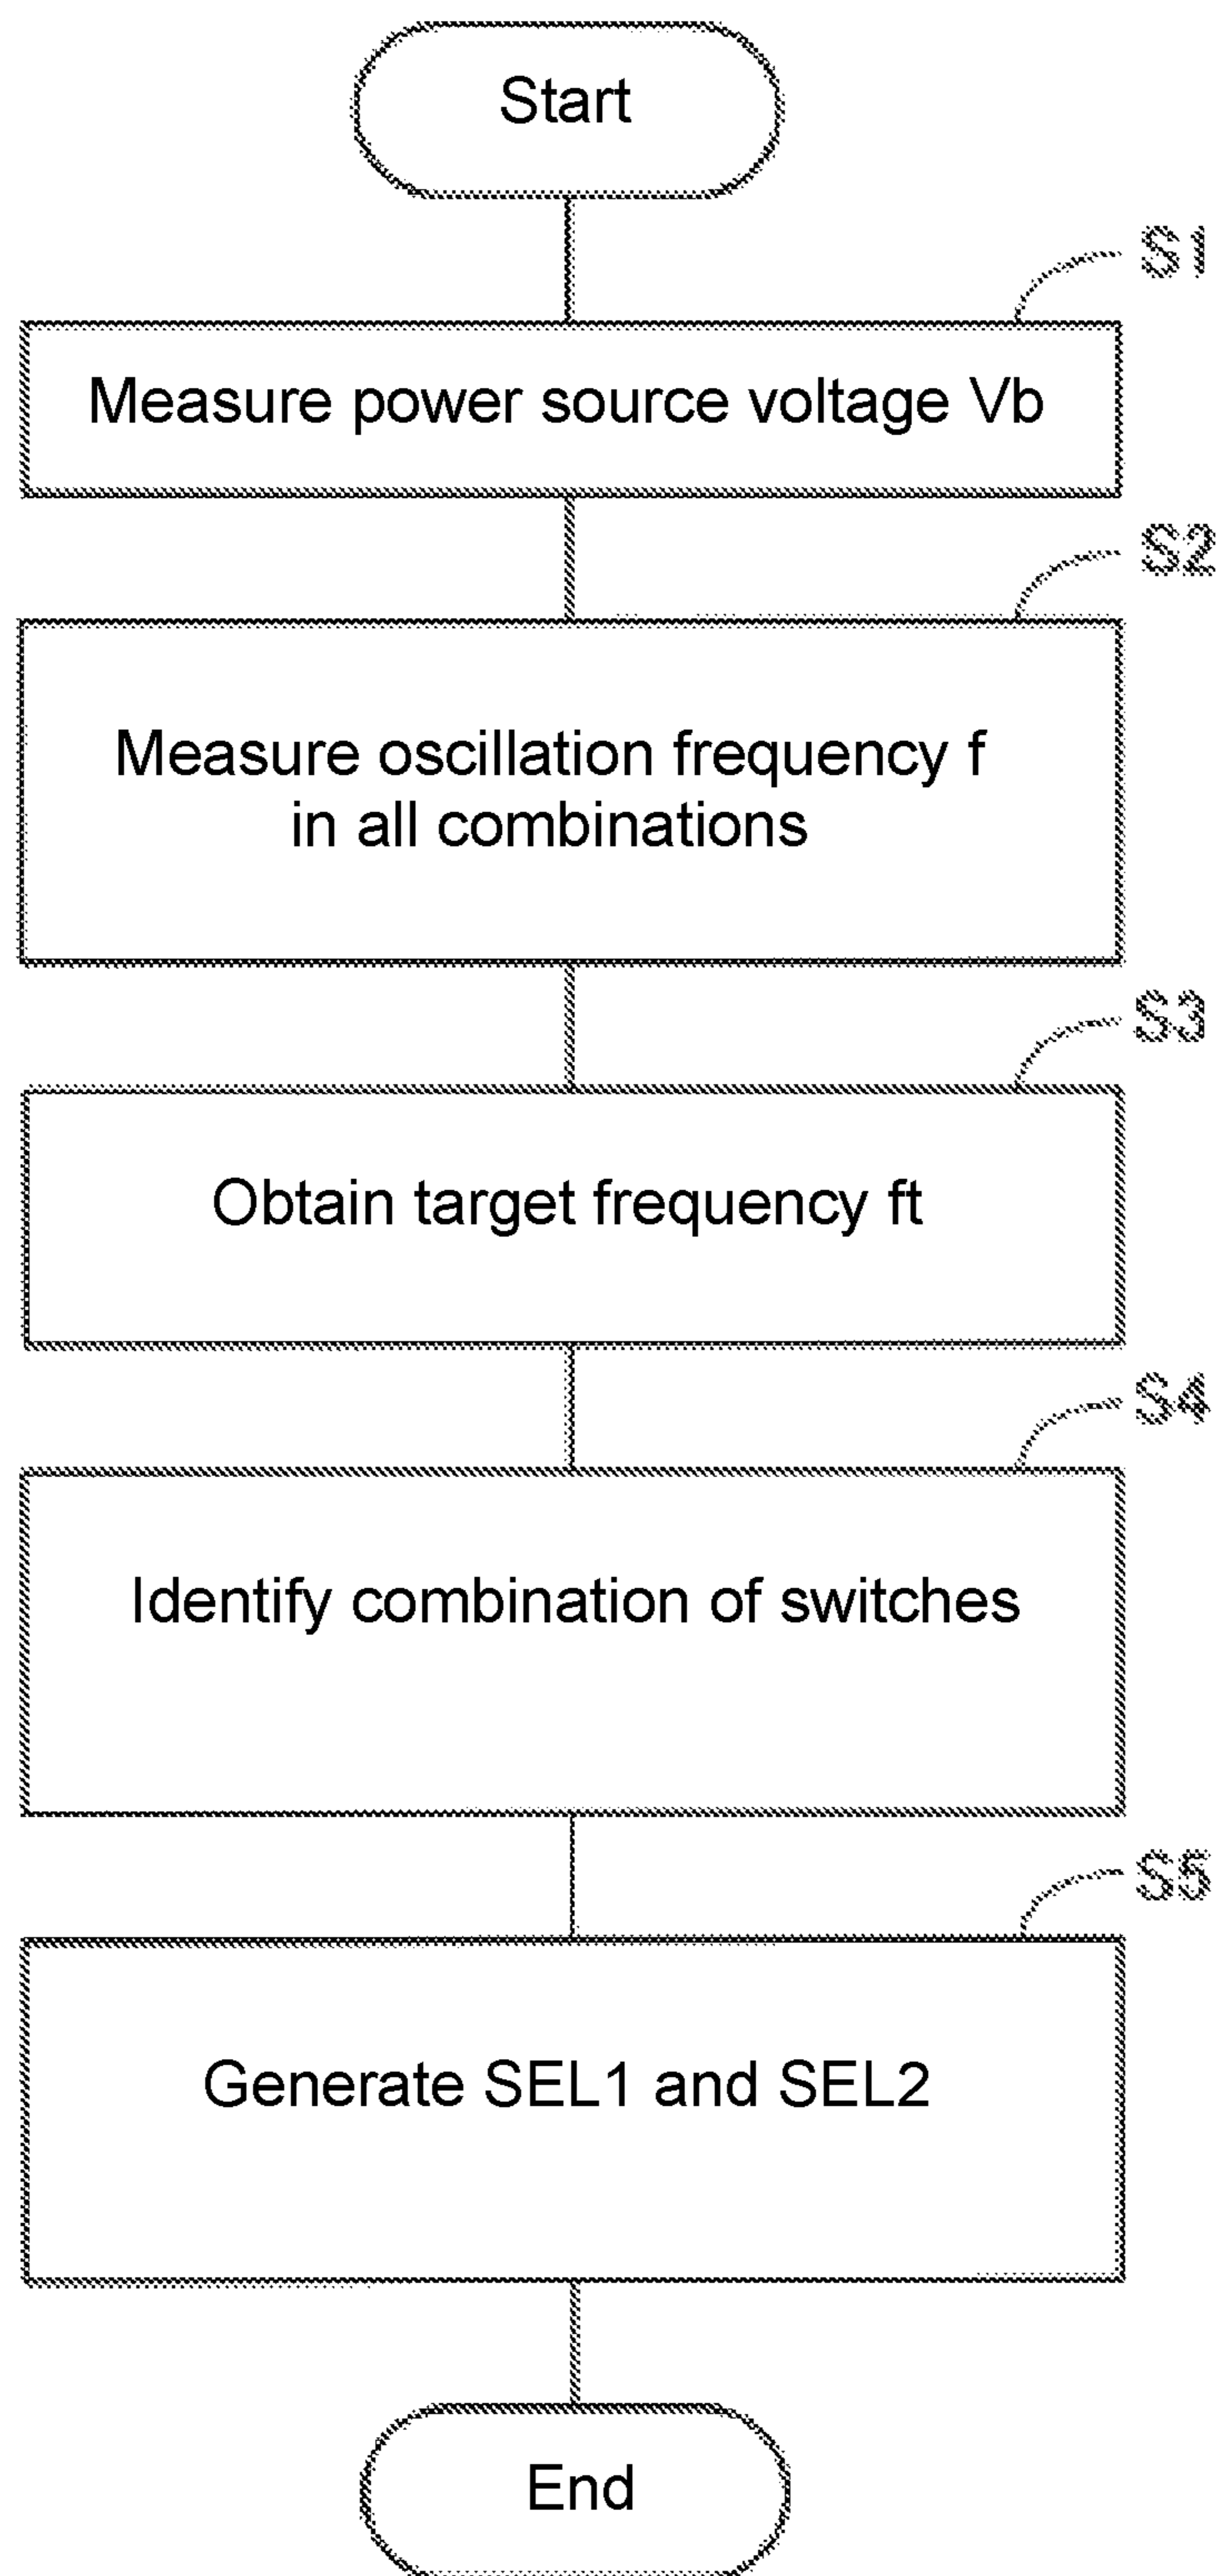 Start
S1
Measure power source voltage Vb
S2
Measure oscillation frequency f
in all combinations
S3
Obtain target frequency ft
S4
Identify combination of switches
S5
Generate SEL1 and SEL2
End